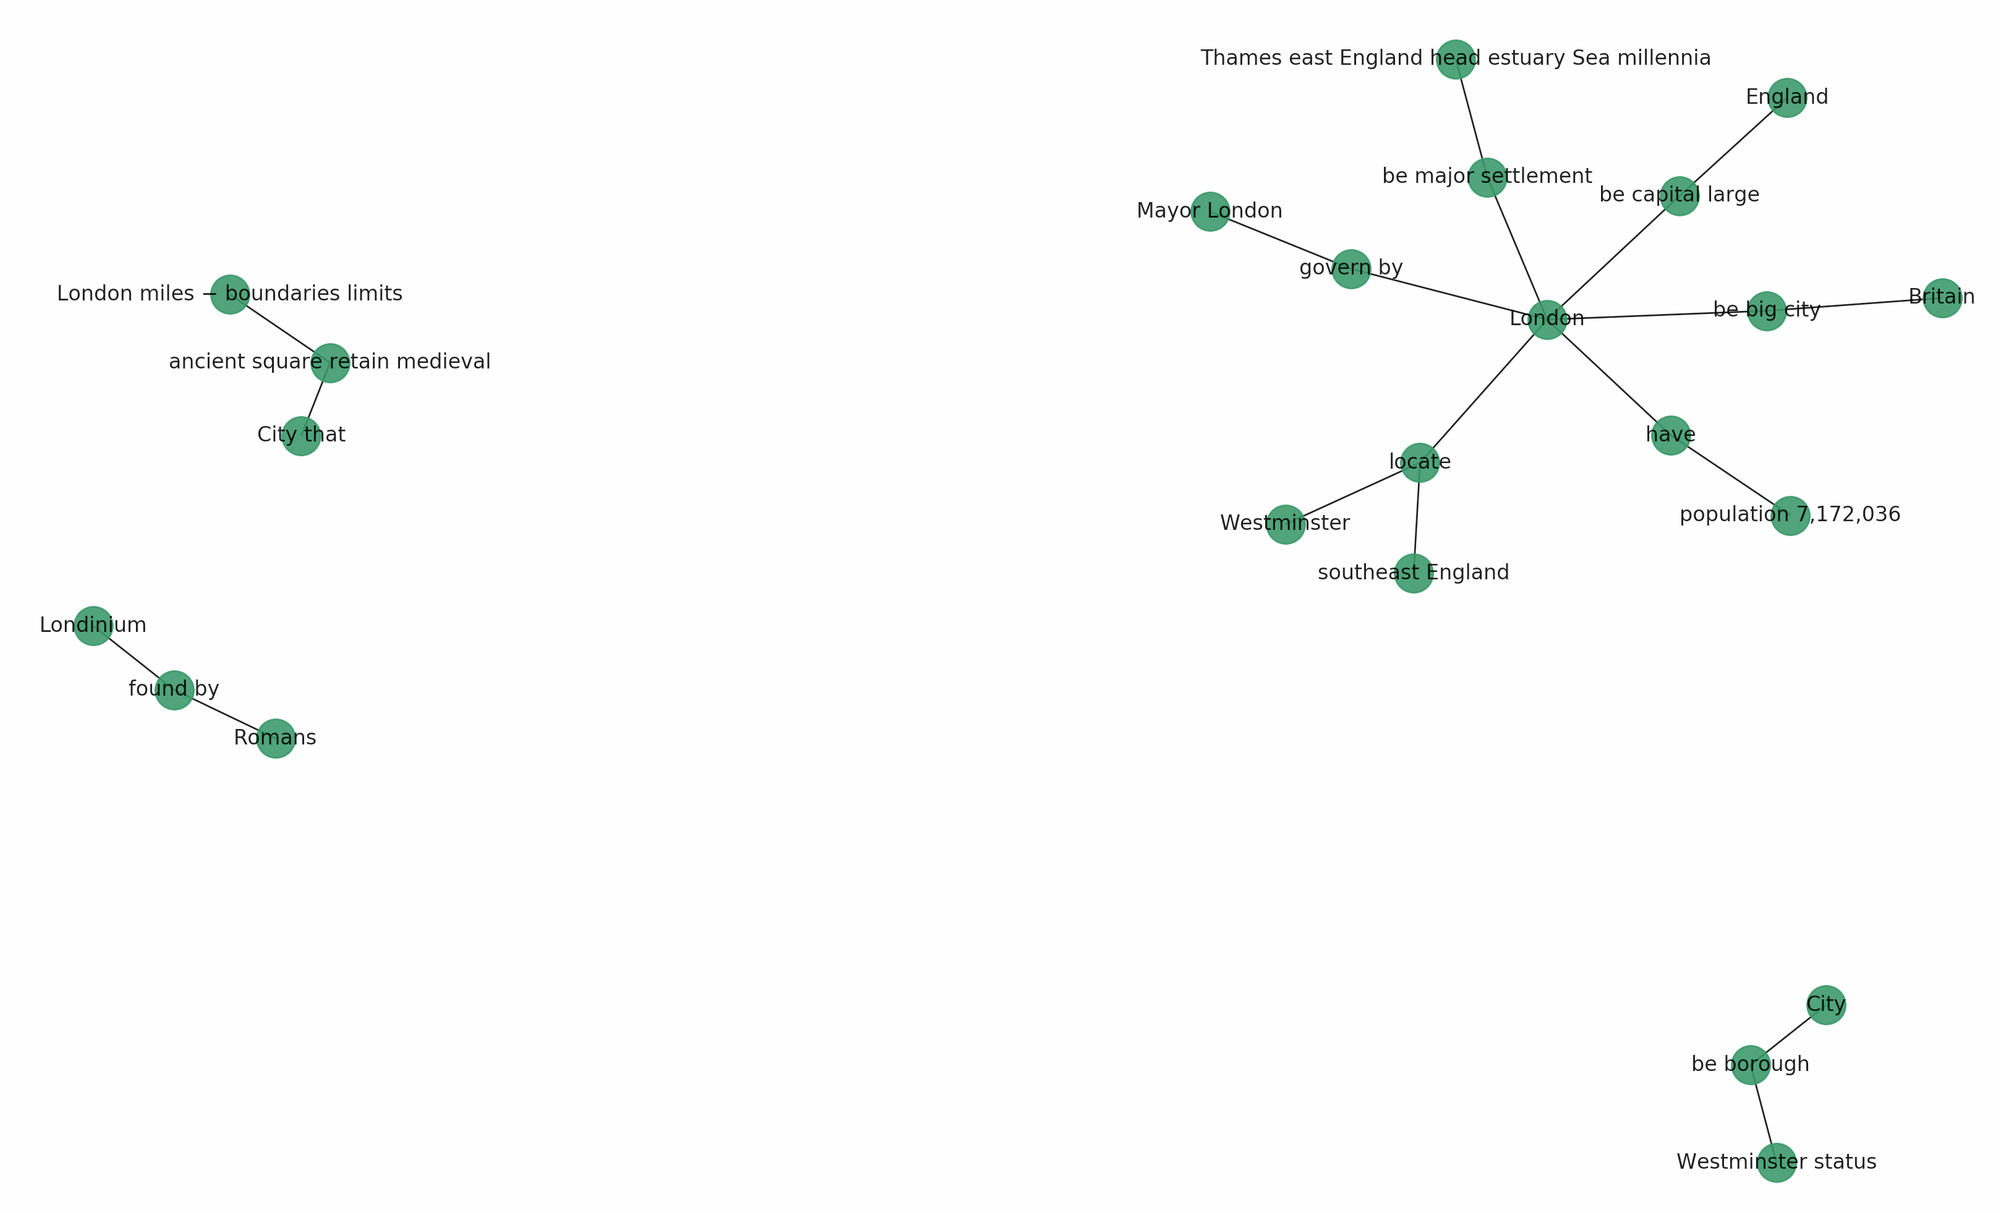 Thames east England head estuary Sea millennia
England
be major settlement
be capital large
Mayor London
govern by
London miles − boundaries limits
Britain
be big city
London
ancient square retain medieval
City that
have
locate
population 7,172,036
Westminster
southeast England
Londinium
found by
Romans
City
be borough
Westminster status